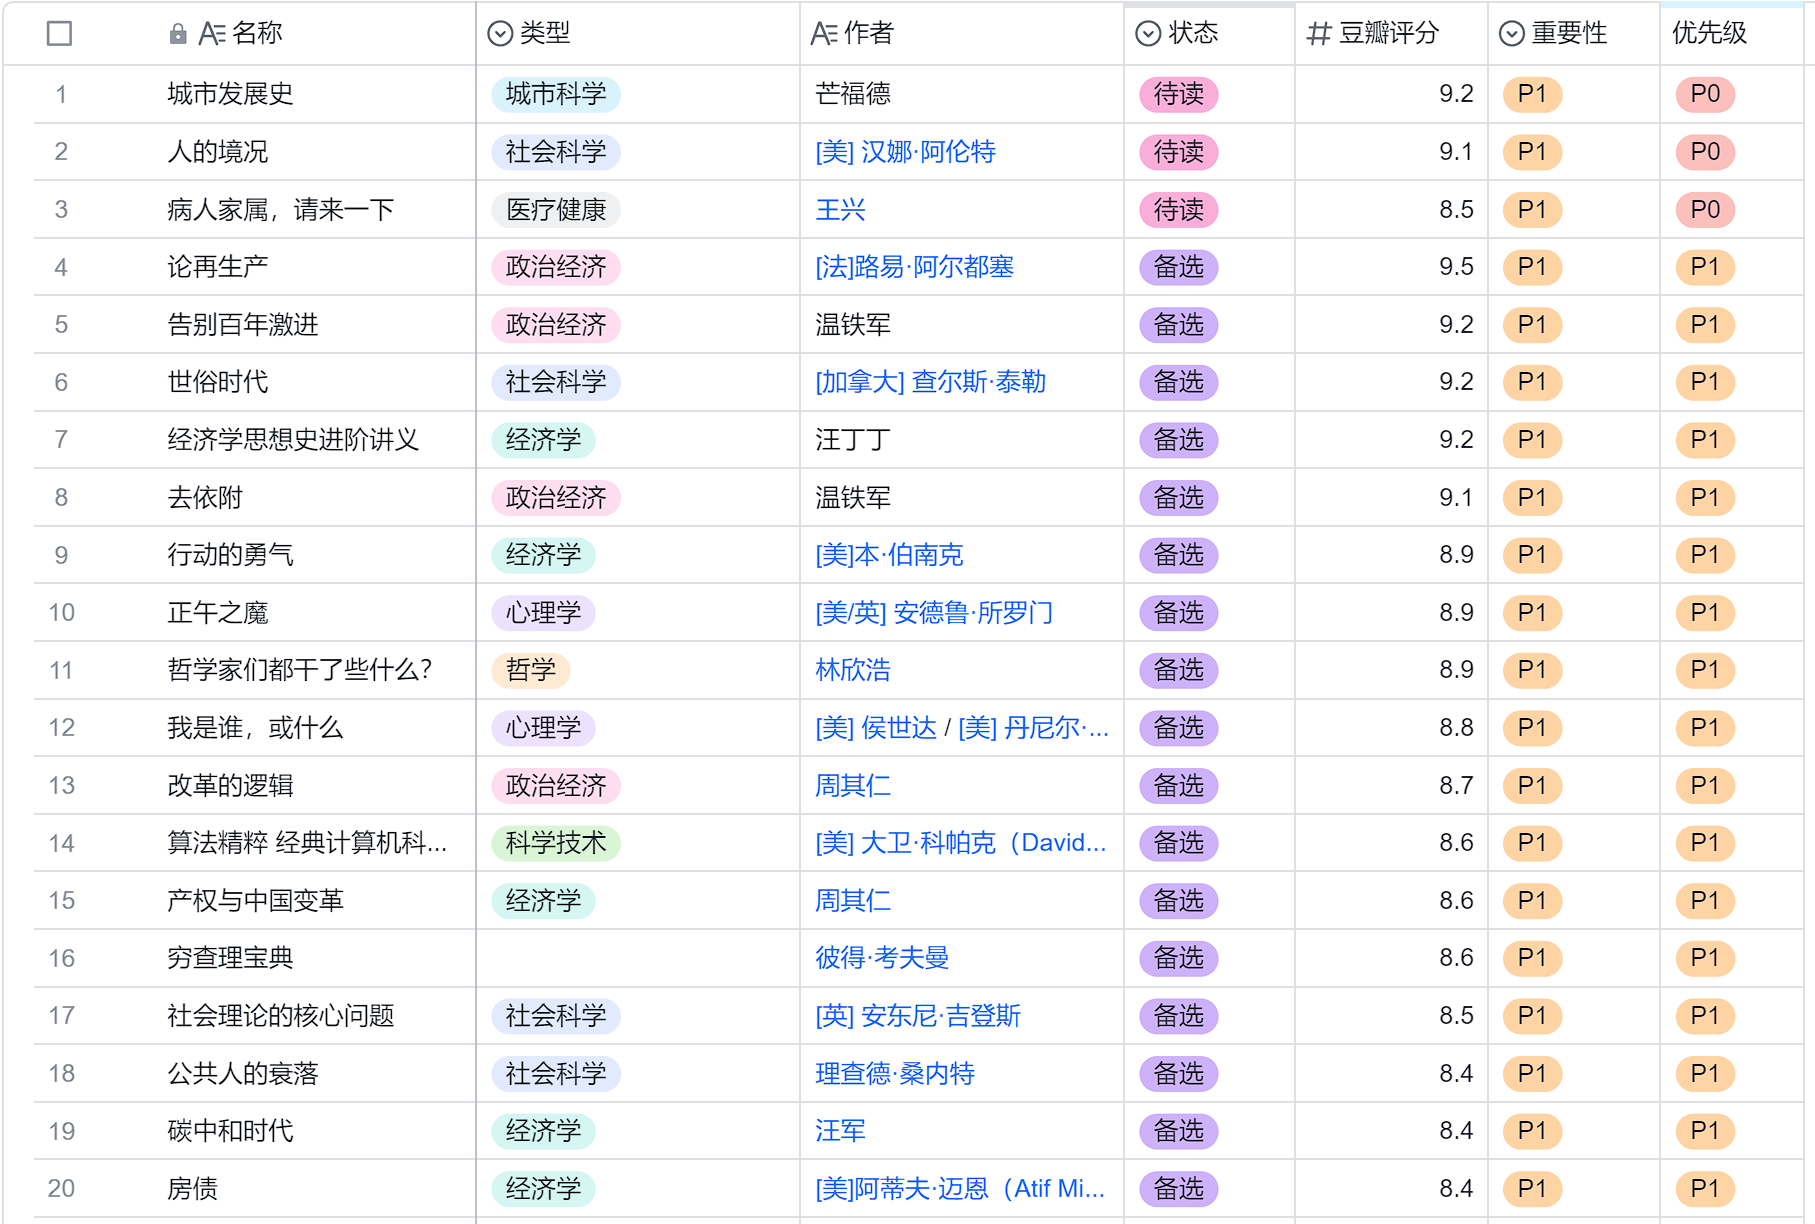 名称 类型 作者 状态 豆瓣评分 重要性 优先级
1 城市发展史 城市科学 芒福德 待读 9.2 P1 P0
2 人的境况 社会科学 [美] 汉娜·阿伦特 待读 9.1 P1 P0
3 病人家属，请来一下 医疗健康 王兴 待读 8.5 P1 P0
4 论再生产 政治经济 [法]路易·阿尔都塞 备选 9.5 P1 P1
5 告别百年激进 政治经济 温铁军 备选 9.2 P1 P1
6 世俗时代 社会科学 [加拿大] 查尔斯·泰勒 备选 9.2 P1 P1
7 经济学思想史进阶讲义 经济学 汪丁丁 备选 9.2 P1 P1
8 去依附 政治经济 温铁军 备选 9.1 P1 P1
9 行动的勇气 经济学 [美]本·伯南克 备选 8.9 P1 P1
10 正午之魔 心理学 [美/英] 安德鲁·所罗门 备选 8.9 P1 P1
11 哲学家们都干了些什么？ 哲学 林欣浩 备选 8.9 P1 P1
12 我是谁，或什么 心理学 [美] 侯世达 / [美] 丹尼尔·... 备选 8.8 P1 P1
13 改革的逻辑 政治经济 周其仁 备选 8.7 P1 P1
14 算法精粹 经典计算机科... 科学技术 [美] 大卫·科帕克（David... 备选 8.6 P1 P1
15 产权与中国变革 经济学 周其仁 备选 8.6 P1 P1
16 穷查理宝典 彼得·考夫曼 备选 8.6 P1 P1
17 社会理论的核心问题 社会科学 [英] 安东尼·吉登斯 备选 8.5 P1 P1
18 公共人的衰落 社会科学 理查德·桑内特 备选 8.4 P1 P1
19 碳中和时代 经济学 汪军 备选 8.4 P1 P1
20 房债 经济学 [美]阿蒂夫·迈恩（Atif Mi... 备选 8.4 P1 P1